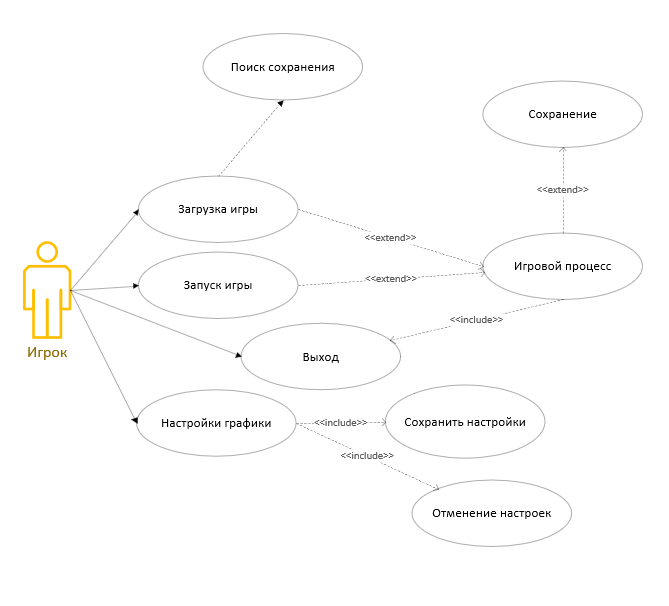 Поиск сохранения
Сохранение
<<extend>>
Загрузка игры
<<extend>>
Игровой процесс
<<extend>>
Запуск игры
<<include>>
Игрок
Выход
Настройки графики
<<include>>
Сохранить настройки
<<include>>
Отменение настроек